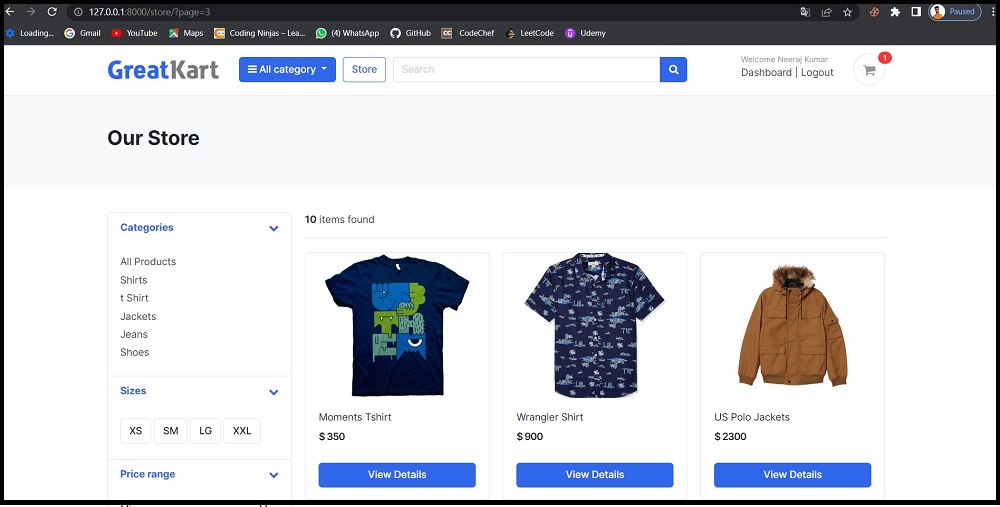 127.0.0.1:8000/store/?page=3
Paused
Loading...
Gmail
YouTube
Maps
Coding Ninjas – Lea...
(4) WhatsApp
GitHub
CodeChef
LeetCode
Udemy
GreatKart
All category
Store
Search
Welcome Neeraj Kumar
Dashboard | Logout
1
Our Store
Categories
All Products
Shirts
t Shirt
Jackets
Jeans
Shoes
Sizes
XS
SM
LG
XXL
Price range
10 items found
Moments Tshirt
$ 350
View Details
Wrangler Shirt
$ 900
View Details
US Polo Jackets
$ 2300
View Details